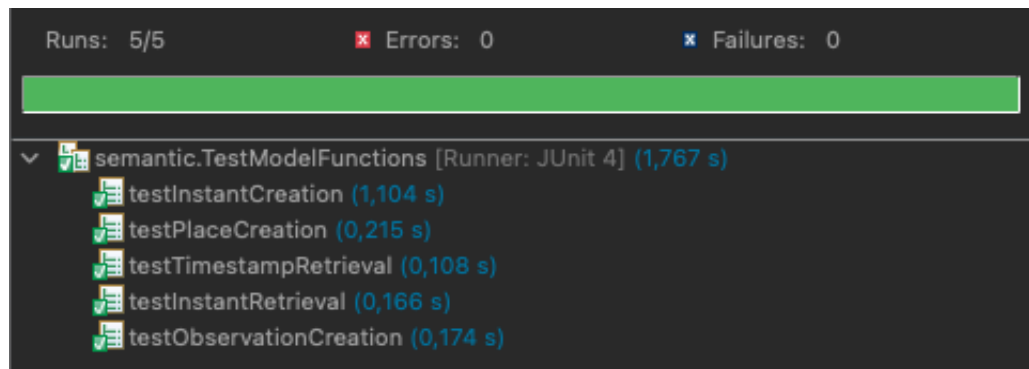 Runs: 5/5 Errors: 0 Failures: 0
semantic.TestModelFunctions [Runner: JUnit 4] (1,767 s)
testInstantCreation (1,104 s)
testPlaceCreation (0,215 s)
testTimestampRetrieval (0,108 s)
testInstantRetrieval (0,166 s)
testObservationCreation (0,174 s)